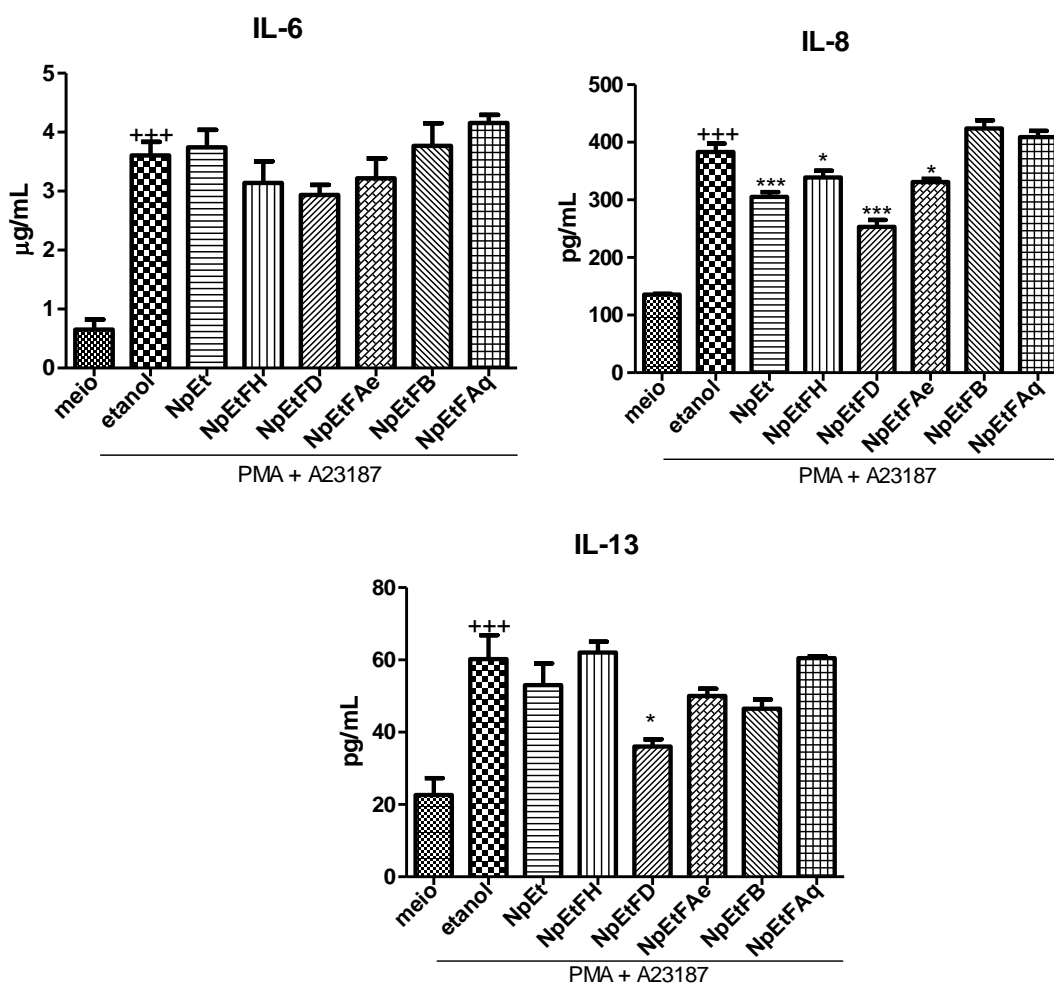 IL-6
5
4
3
2
1
0
µg/mL
+++
meio
etanol
NpEt
NpEtFH
NpEtFD
NpEtFAe
NpEtFB
NpEtFAq
PMA + A23187
IL-8
500
400
300
200
100
0
pg/mL
+++
***
*
***
*
meio
etanol
NpEt
NpEtFH
NpEtFD
NpEtFAe
NpEtFB
NpEtFAq
PMA + A23187
IL-13
80
60
40
20
0
pg/mL
+++
*
meio
etanol
NpEt
NpEtFH
NpEtFD
NpEtFAe
NpEtFB
NpEtFAq
PMA + A23187